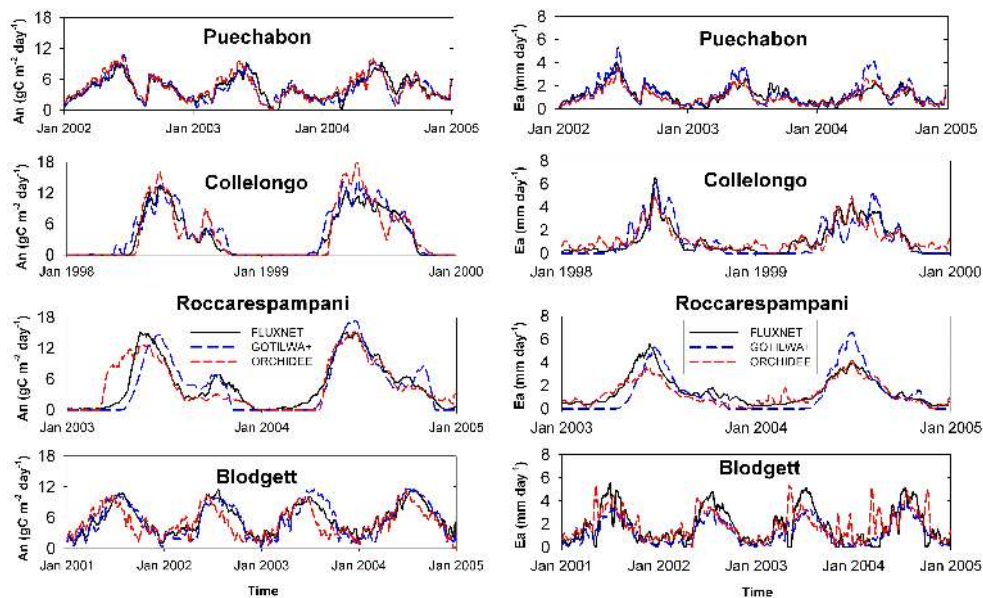 Puechabon
An (gC m⁻² day⁻¹)
18
12
6
0
Jan 2002
Jan 2003
Jan 2004
Jan 2005
Puechabon
Ea (mm day⁻¹)
8
6
4
2
0
Jan 2002
Jan 2003
Jan 2004
Jan 2005
Collelongo
An (gC m⁻² day⁻¹)
18
12
6
0
Jan 1998
Jan 1999
Jan 2000
Collelongo
Ea (mm day⁻¹)
8
6
4
2
0
Jan 1998
Jan 1999
Jan 2000
Roccarespampani
An (gC m⁻² day⁻¹)
18
12
6
0
FLUXNET
GOTILWA+
ORCHIDEE
Jan 2003
Jan 2004
Jan 2005
Roccarespampani
Ea (mm day⁻¹)
8
6
4
2
0
FLUXNET
GOTILWA+
ORCHIDEE
Jan 2003
Jan 2004
Jan 2005
Blodgett
An (gC m⁻² day⁻¹)
18
12
6
0
Jan 2001
Jan 2002
Jan 2003
Jan 2004
Jan 2005
Time
Blodgett
Ea (mm day⁻¹)
8
6
4
2
0
Jan 2001
Jan 2002
Jan 2003
Jan 2004
Jan 2005
Time